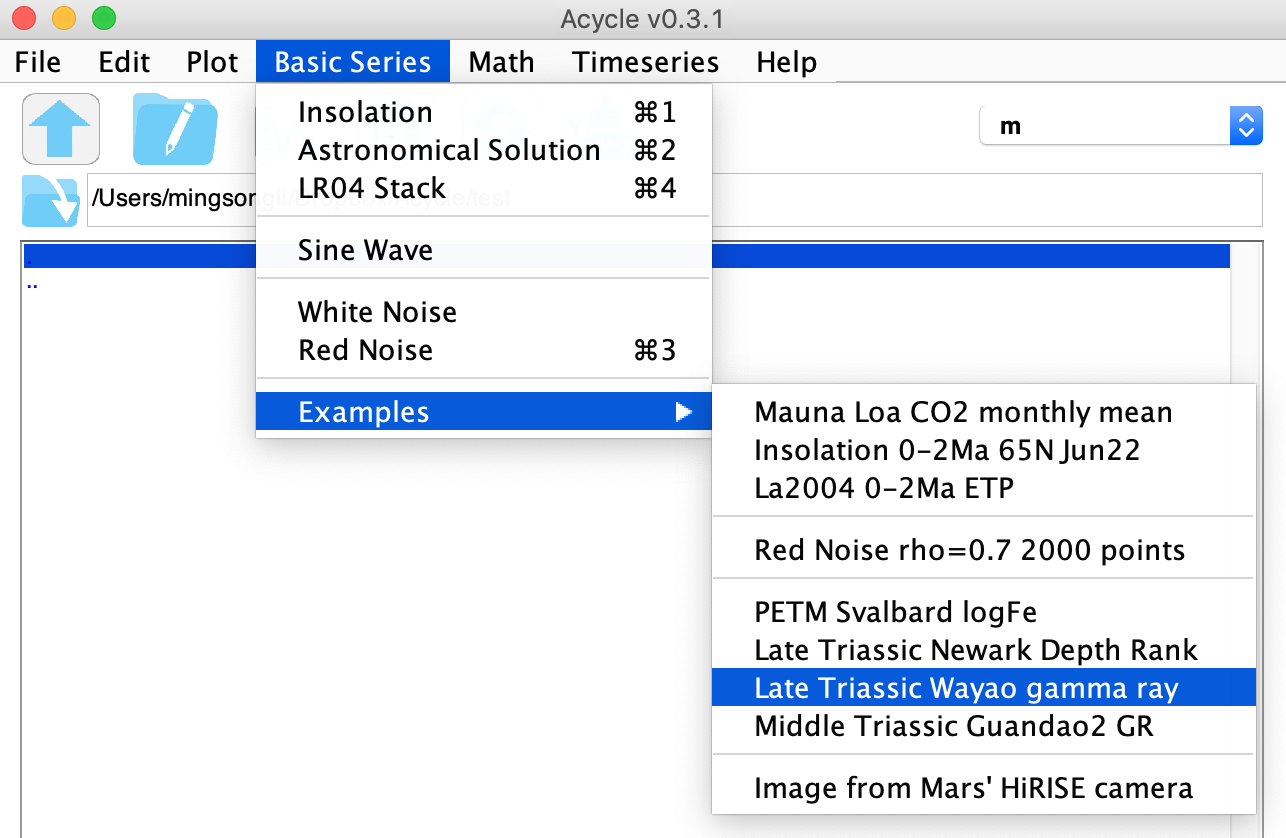 Acycle v0.3.1
File Edit Plot Basic Series Math Timeseries Help
m
/Users/mingsongli/Dropbox/Acycle/test
.
..
Insolation ⌘1
Astronomical Solution ⌘2
LR04 Stack ⌘4
Sine Wave
White Noise
Red Noise ⌘3
Examples
Mauna Loa CO2 monthly mean
Insolation 0-2Ma 65N Jun22
La2004 0-2Ma ETP
Red Noise rho=0.7 2000 points
PETM Svalbard logFe
Late Triassic Newark Depth Rank
Late Triassic Wayao gamma ray
Middle Triassic Guandao2 GR
Image from Mars' HiRISE camera